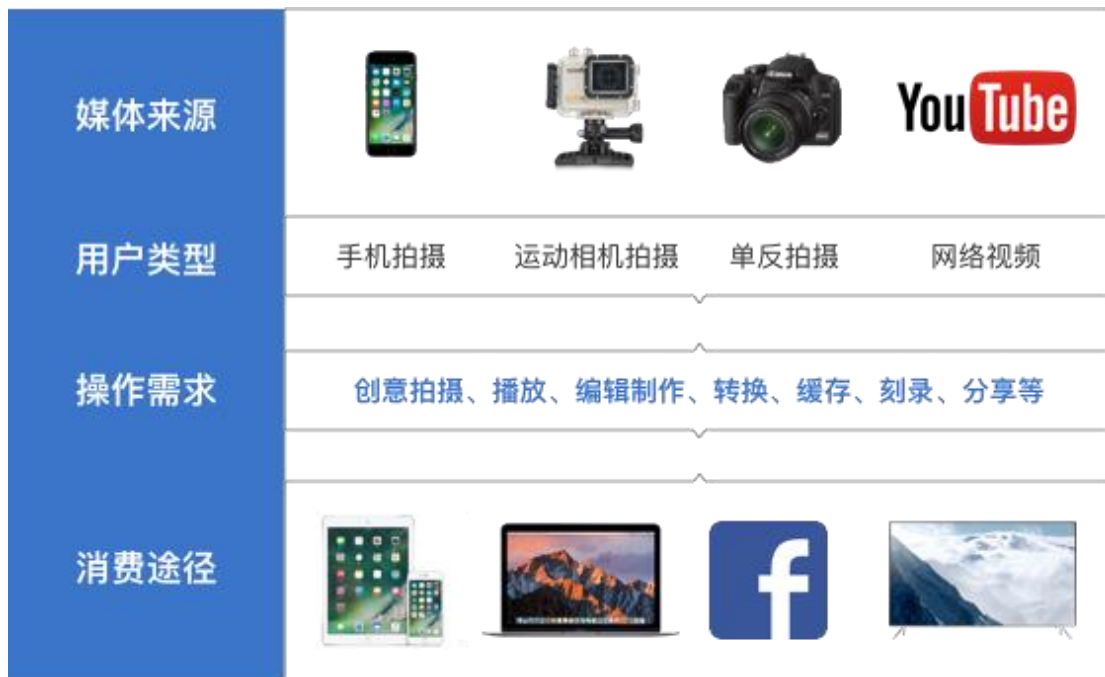 媒体来源
Canon
YouTube
用户类型
手机拍摄 运动相机拍摄 单反拍摄 网络视频
操作需求
创意拍摄、播放、编辑制作、转换、缓存、刻录、分享等
消费途径
f